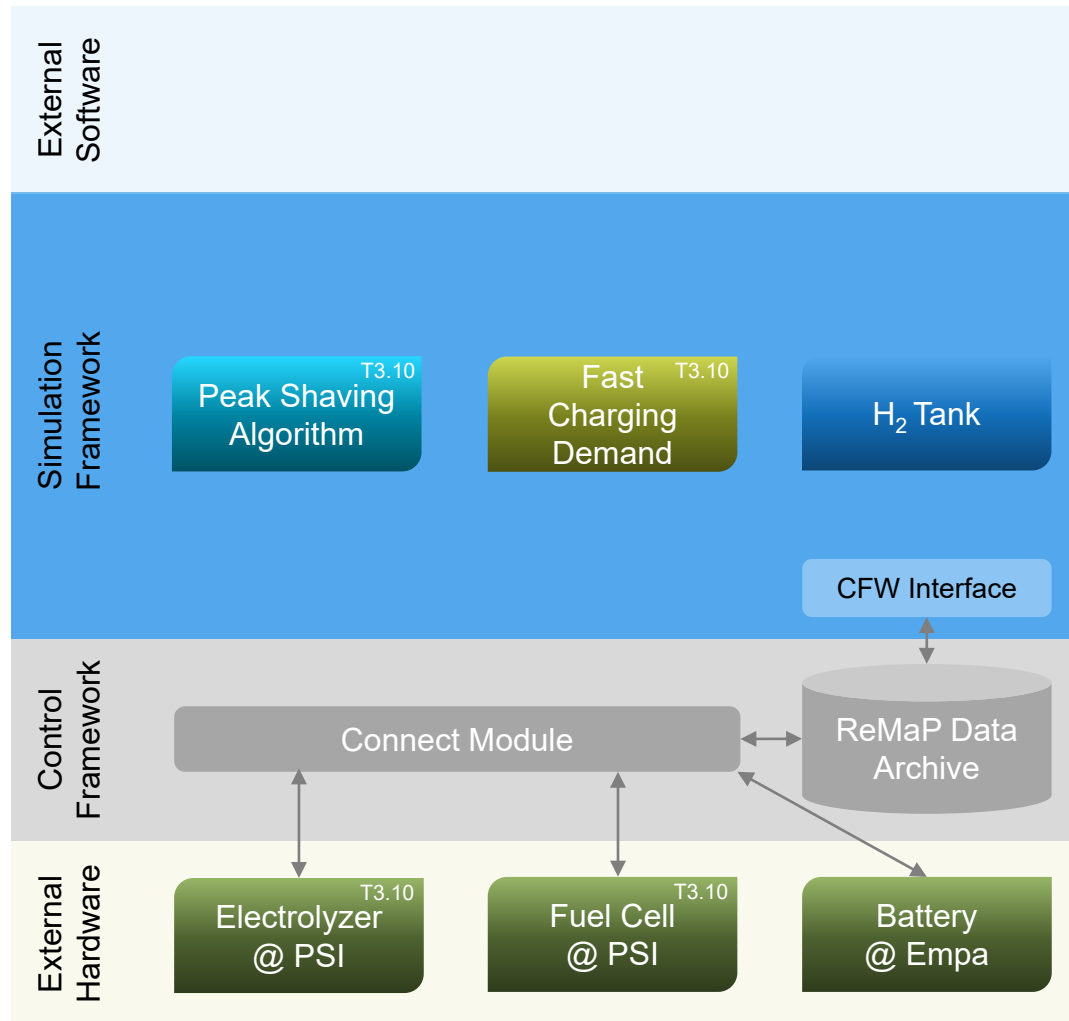 External
Software
Simulation
Framework
T3.10
Peak Shaving
Algorithm
T3.10
Fast
Charging
Demand
H₂ Tank
CFW Interface
Control
Framework
Connect Module
ReMaP Data
Archive
External
Hardware
T3.10
Electrolyzer
@ PSI
T3.10
Fuel Cell
@ PSI
Battery
@ Empa